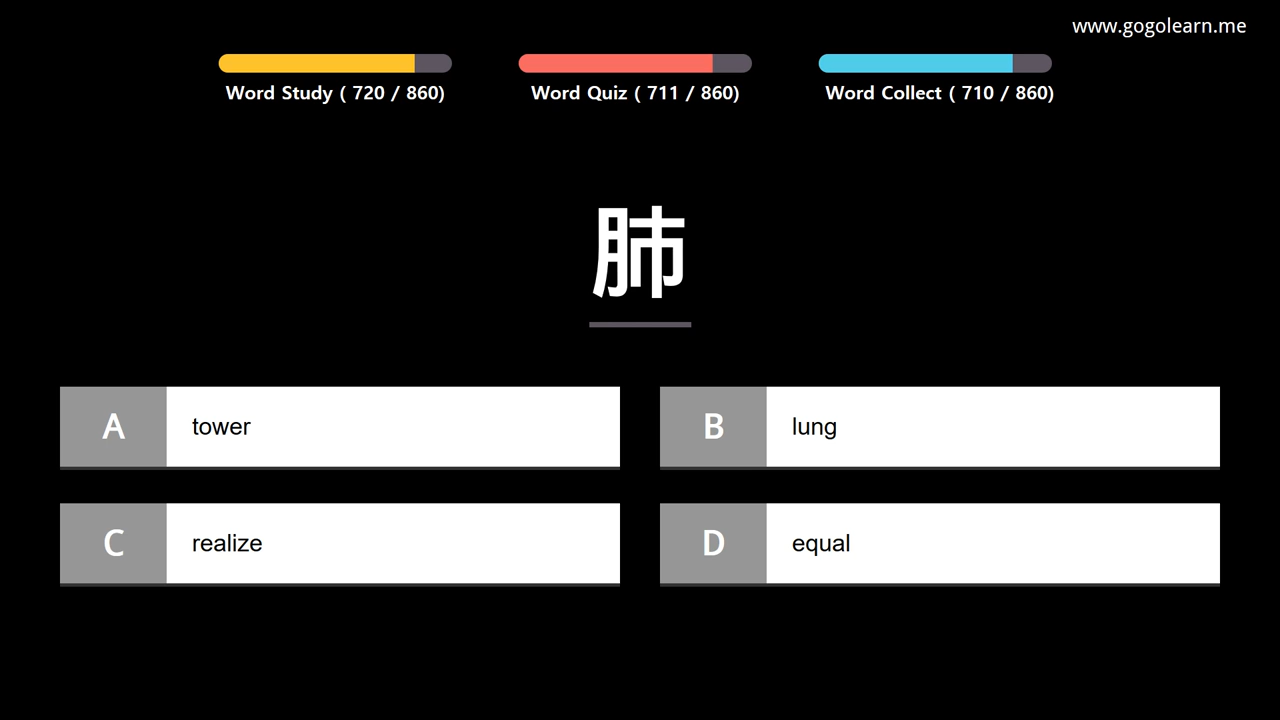 www.gogolearn.me
Word Study ( 720 / 860)
Word Quiz ( 711 / 860)
Word Collect ( 710 / 860)
肺
A tower
B lung
C realize
D equal